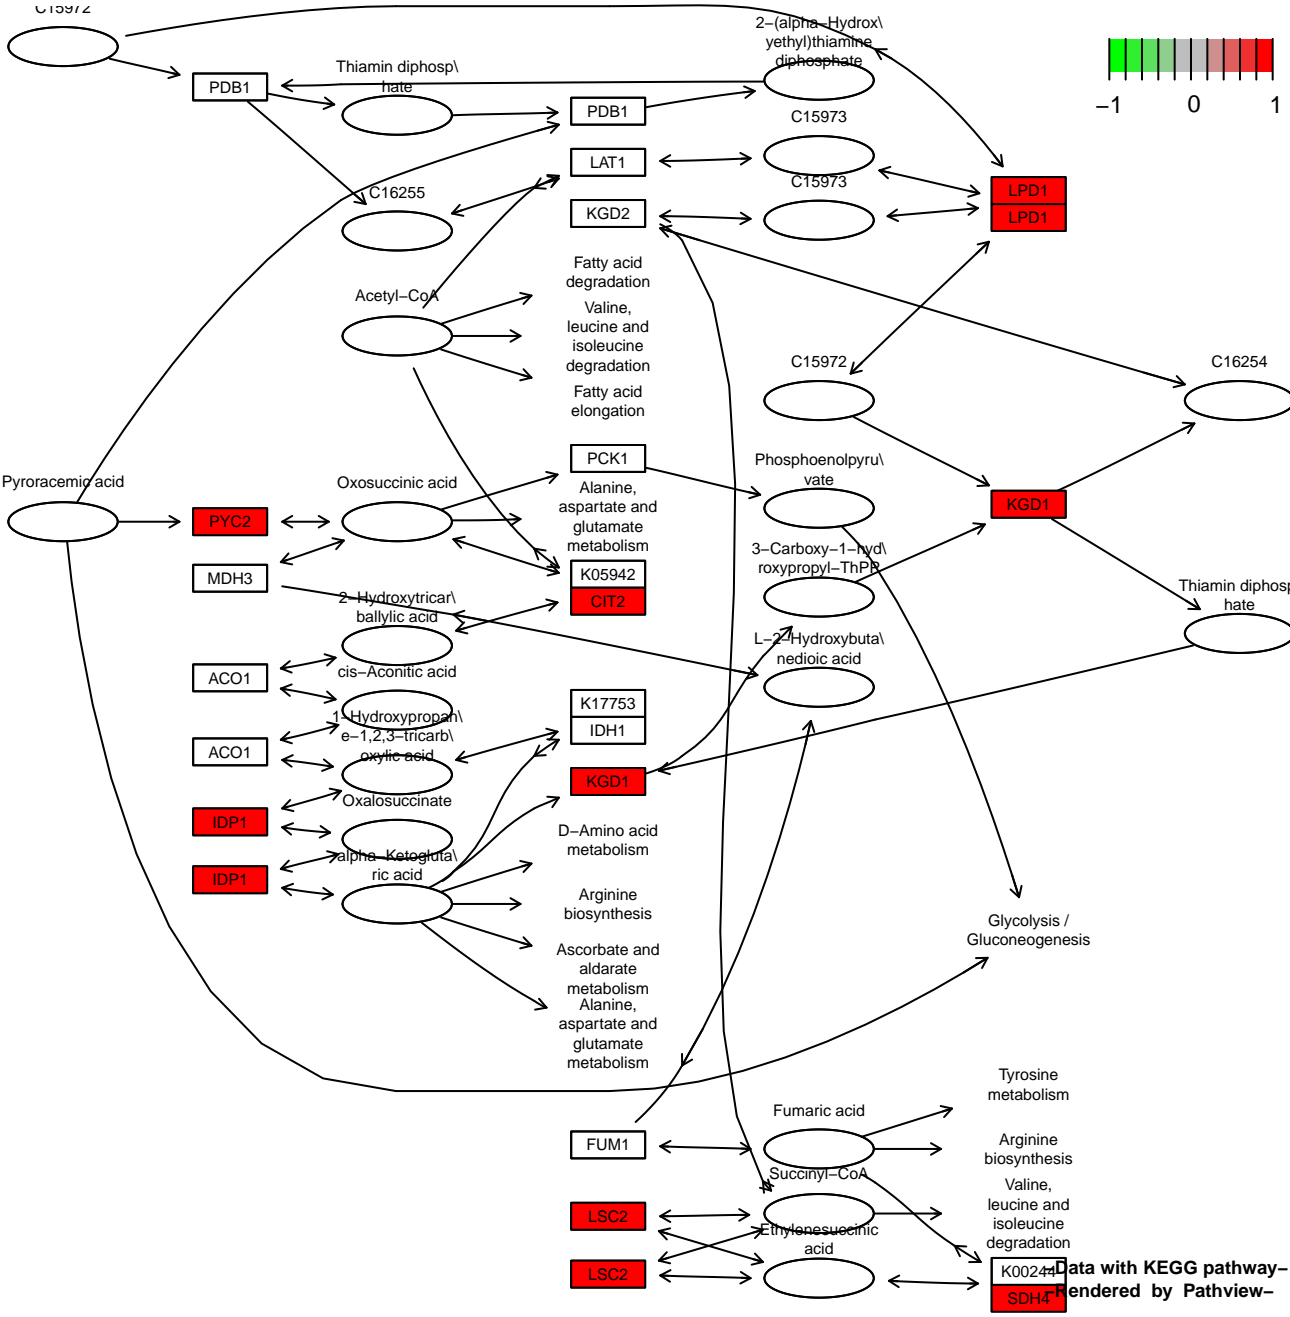 C15972
2−(alpha−Hydrox\
yethyl)thiamine
diphosphate
−1
0
1
PDB1
Thiamin diphosp\
hate
PDB1
C15973
LAT1
C15973
C16255
KGD2
LPD1
LPD1
Fatty acid
degradation
Acetyl−CoA
Valine,
leucine and
isoleucine
degradation
Fatty acid
elongation
C15972
C16254
PCK1
Phosphoenolpyru\
vate
Pyroracemic acid
Oxosuccinic acid
Alanine,
aspartate and
glutamate
metabolism
PYC2
KGD1
MDH3
K05942
CIT2
3−Carboxy−1−hyd\
roxypropyl−ThPP
Thiamin diphosp
hate
2−Hydroxytricar\
ballylic acid
L−2−Hydroxybuta\
nedioic acid
ACO1
cis−Aconitic acid
K17753
IDH1
1−Hydroxypropan\
e−1,2,3−tricarb\
oxylic acid
ACO1
KGD1
Oxalosuccinate
IDP1
D−Amino acid
metabolism
alpha−Ketogluta\
ric acid
IDP1
Arginine
biosynthesis
Glycolysis /
Gluconeogenesis
Ascorbate and
aldarate
metabolism
Alanine,
aspartate and
glutamate
metabolism
Tyrosine
metabolism
Fumaric acid
FUM1
Arginine
biosynthesis
Succinyl−CoA
Valine,
leucine and
isoleucine
degradation
LSC2
Ethylenesuccinic
acid
LSC2
K00244
SDH4
−Data with KEGG pathway−
−Rendered by Pathview−